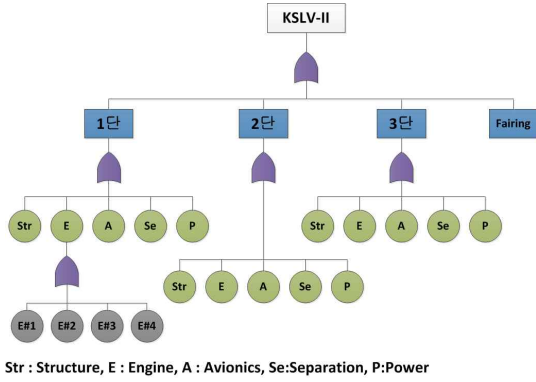 KSLV-II
1단 2단 3단 Fairing
Str E A Se P Str E A Se P
Str E A Se P
E#1 E#2 E#3 E#4
Str : Structure, E : Engine, A : Avionics, Se:Separation, P:Power